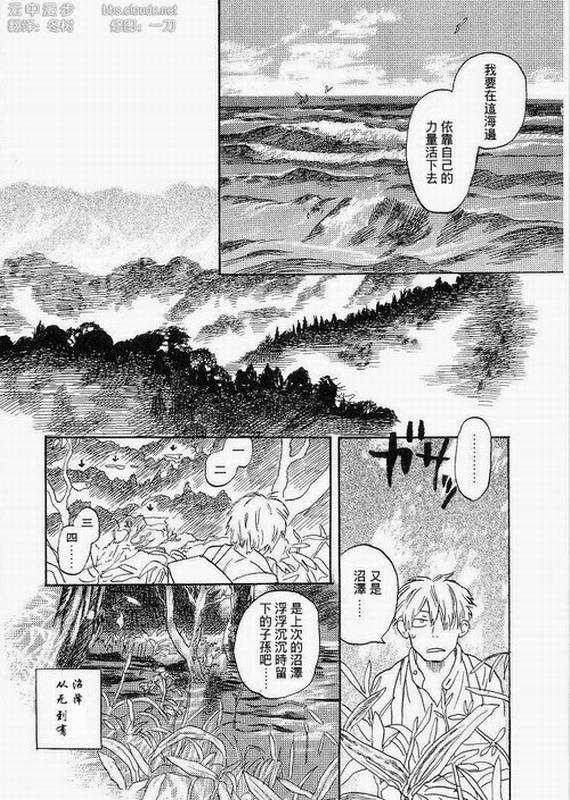 云中漫步 bbs.clouds.net
翻译：冬树 修图：一刀
我要在這海邊
依靠自己的
力量活下去
…………
ガサッ
又是
沼澤…
一
二
三
四……
是上次的沼澤
浮浮沉沉時留
下的子孫吧……
沼澤
从无到有